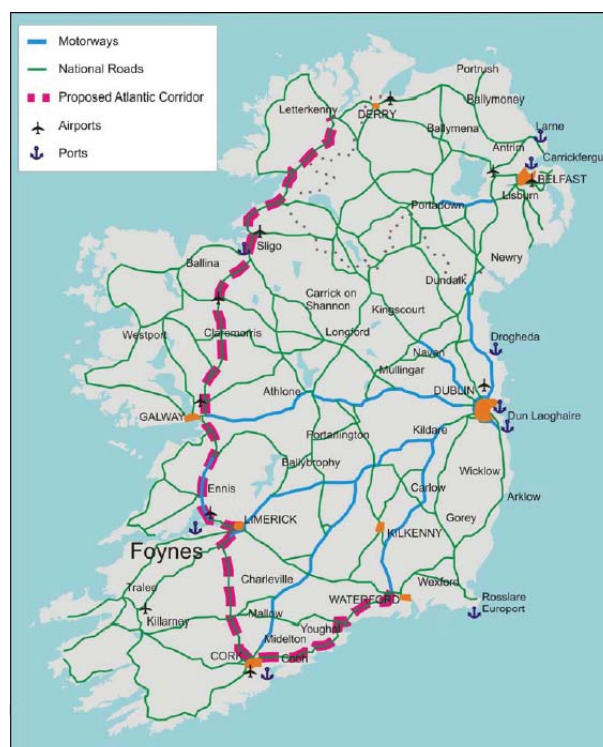 Motorways
National Roads
Proposed Atlantic Corridor
Airports
Ports
Portrush
Letterkenny
DERRY
Ballymoney
Larne
Ballymena
Antrim
Carrickfergu
BELFAST
Lisburn
Portadown
Sligo
Newry
Ballina
Dundalk
Carrick on
Shannon
Kingscourt
Westport
Claremorris
Longford
Drogheda
Navan
Mullingar
Athlone
DUBLIN
GALWAY
Dun Laoghaire
Kildare
Portarlington
Ballybrophy
Wicklow
Ennis
Carlow
Arklow
LIMERICK
Gorey
Foynes
KILKENNY
Charleville
Tralee
Wexford
WATERFORD
Rosslare
Europort
Killarney
Mallow
Youghal
Midelton
CORK
Cobh